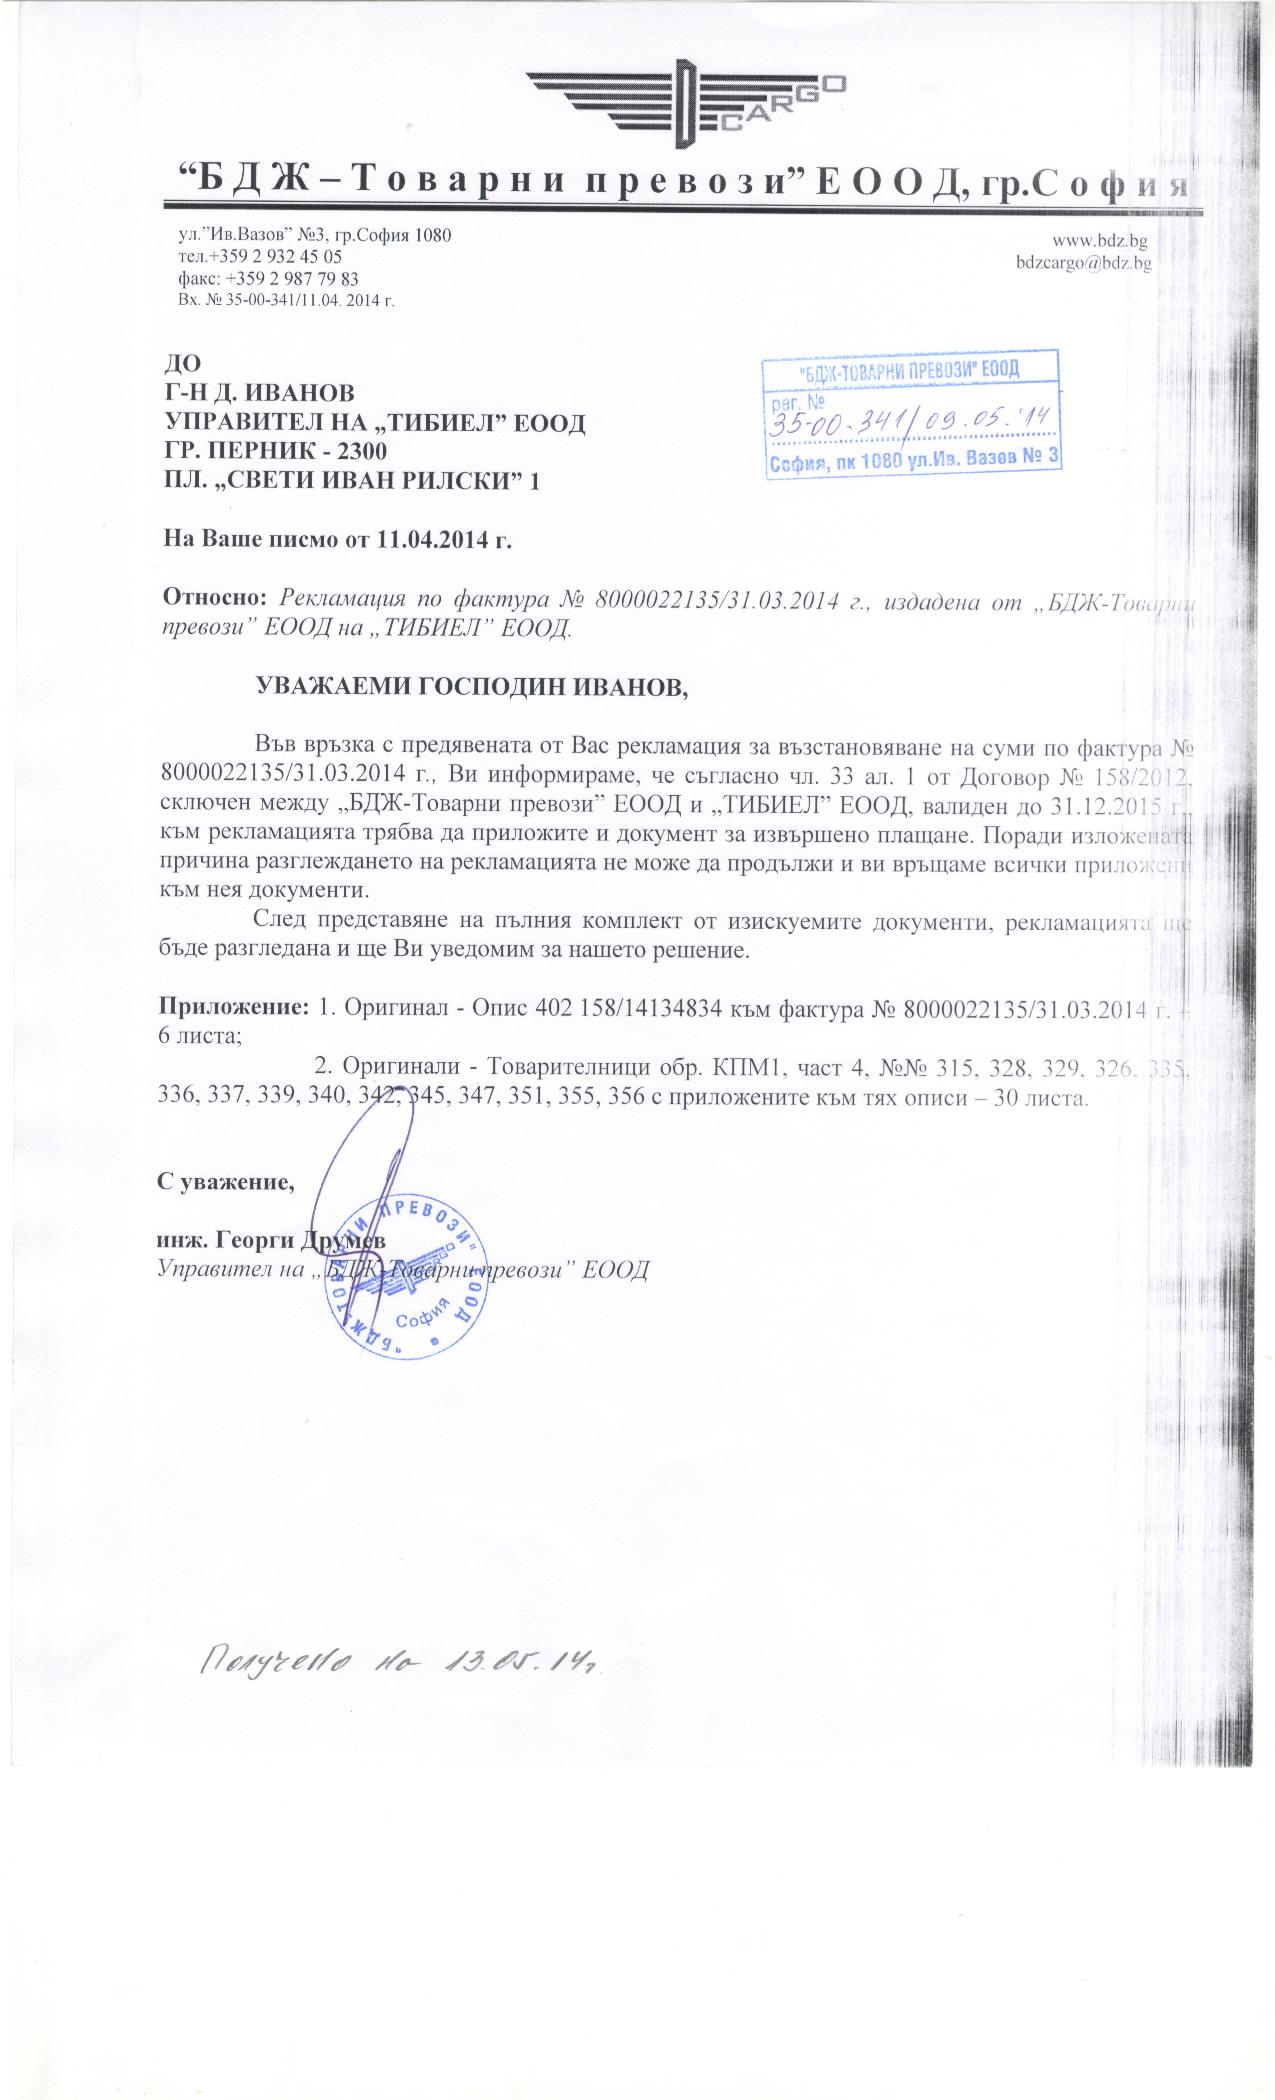 CARGO
“Б Д Ж – Т о в а р н и п р е в о з и” Е О О Д, гр.С о ф и я
ул.”Ив.Вазов” №3, гр.София 1080
www.bdz.bg
тел.+359 2 932 45 05
bdzcargo@bdz.bg
факс: +359 2 987 79 83
Вх. № 35-00-341/11.04. 2014 г.
ДО
Г-Н Д. ИВАНОВ
УПРАВИТЕЛ НА „ТИБИЕЛ” ЕООД
ГР. ПЕРНИК - 2300
ПЛ. „СВЕТИ ИВАН РИЛСКИ” 1
"БДЖ-ТОВАРНИ ПРЕВОЗИ" ЕООД
рег. №
35-00-341/09.05.'14
София, пк 1080 ул.Ив. Вазов № 3
На Ваше писмо от 11.04.2014 г.
Относно: Рекламация по фактура № 8000022135/31.03.2014 г., издадена от „БДЖ-Товарни
превози” ЕООД на „ТИБИЕЛ” ЕООД.
УВАЖАЕМИ ГОСПОДИН ИВАНОВ,
Във връзка с предявената от Вас рекламация за възстановяване на суми по фактура №
8000022135/31.03.2014 г., Ви информираме, че съгласно чл. 33 ал. 1 от Договор № 158/2012,
сключен между „БДЖ-Товарни превози” ЕООД и „ТИБИЕЛ” ЕООД, валиден до 31.12.2015 г.,
към рекламацията трябва да приложите и документ за извършено плащане. Поради изложената
причина разглеждането на рекламацията не може да продължи и ви връщаме всички приложени
към нея документи.
След представяне на пълния комплект от изискуемите документи, рекламацията ще
бъде разгледана и ще Ви уведомим за нашето решение.
Приложение: 1. Оригинал - Опис 402 158/14134834 към фактура № 8000022135/31.03.2014 г. –
6 листа;
2. Оригинали - Товарителници обр. КПМ1, част 4, №№ 315, 328, 329, 326, 335,
336, 337, 339, 340, 342, 345, 347, 351, 355, 356 с приложените към тях описи – 30 листа.
С уважение,
инж. Георги Друмев
Управител на „БДЖ-Товарни превози” ЕООД
"БДЖ-ТОВАРНИ ПРЕВОЗИ" ЕООД
CARGO
София
Получено на 13.05.14г.